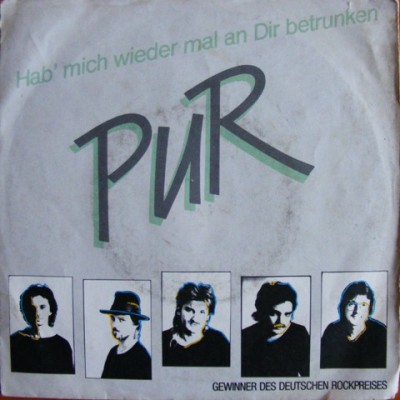 Hab' mich wieder mal an Dir betrunken
PUR
GEWINNER DES DEUTSCHEN ROCKPREISES